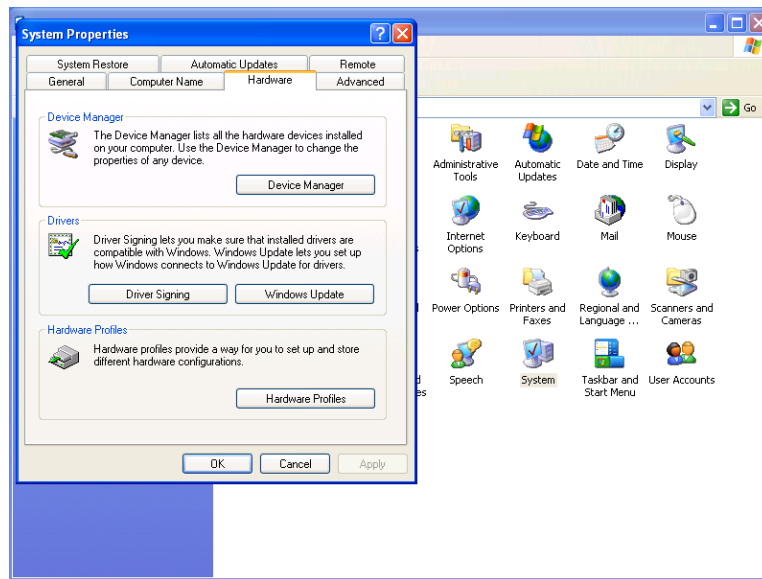 System Properties
System Restore
Automatic Updates
Remote
General
Computer Name
Hardware
Advanced
Device Manager
The Device Manager lists all the hardware devices installed
on your computer. Use the Device Manager to change the
properties of any device.
Device Manager
Drivers
Driver Signing lets you make sure that installed drivers are
compatible with Windows. Windows Update lets you set up
how Windows connects to Windows Update for drivers.
Driver Signing
Windows Update
Hardware Profiles
Hardware profiles provide a way for you to set up and store
different hardware configurations.
Hardware Profiles
OK
Cancel
Apply
Go
Administrative
Tools
Automatic
Updates
Date and Time
Display
Internet
Options
Keyboard
Mail
Mouse
Power Options
Printers and
Faxes
Regional and
Language ...
Scanners and
Cameras
Speech
System
Taskbar and
Start Menu
User Accounts